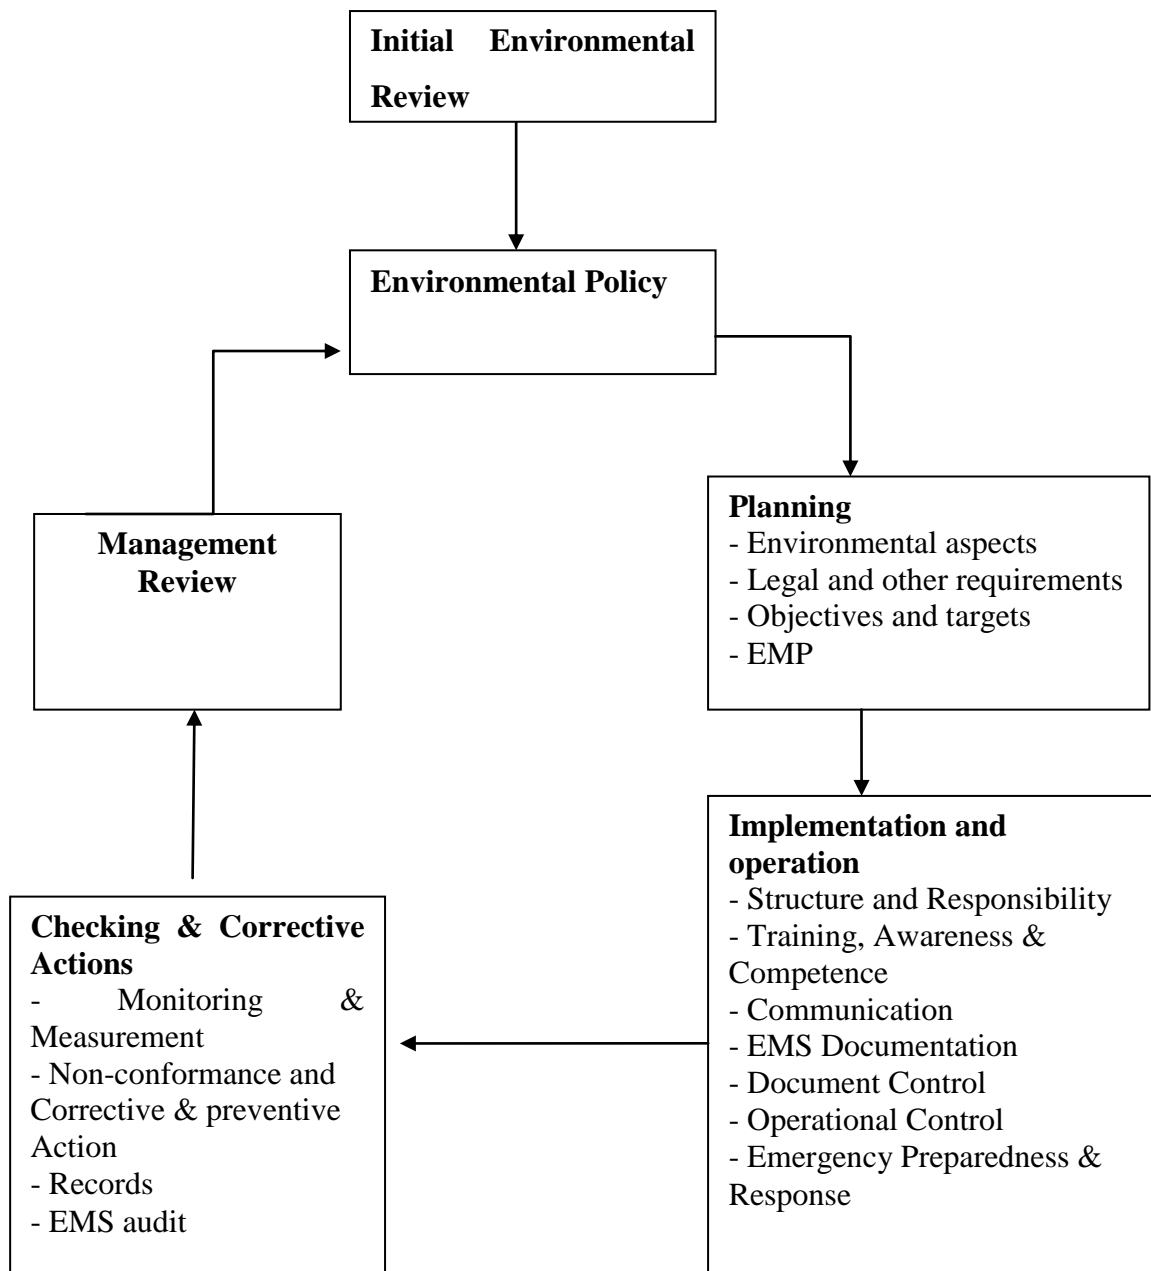 Initial Environmental
Review
Environmental Policy
Management
Review
Planning
- Environmental aspects
- Legal and other requirements
- Objectives and targets
- EMP
Implementation and
operation
- Structure and Responsibility
- Training, Awareness &
Competence
- Communication
- EMS Documentation
- Document Control
- Operational Control
- Emergency Preparedness &
Response
Checking & Corrective
Actions
- Monitoring &
Measurement
- Non-conformance and
Corrective & preventive
Action
- Records
- EMS audit